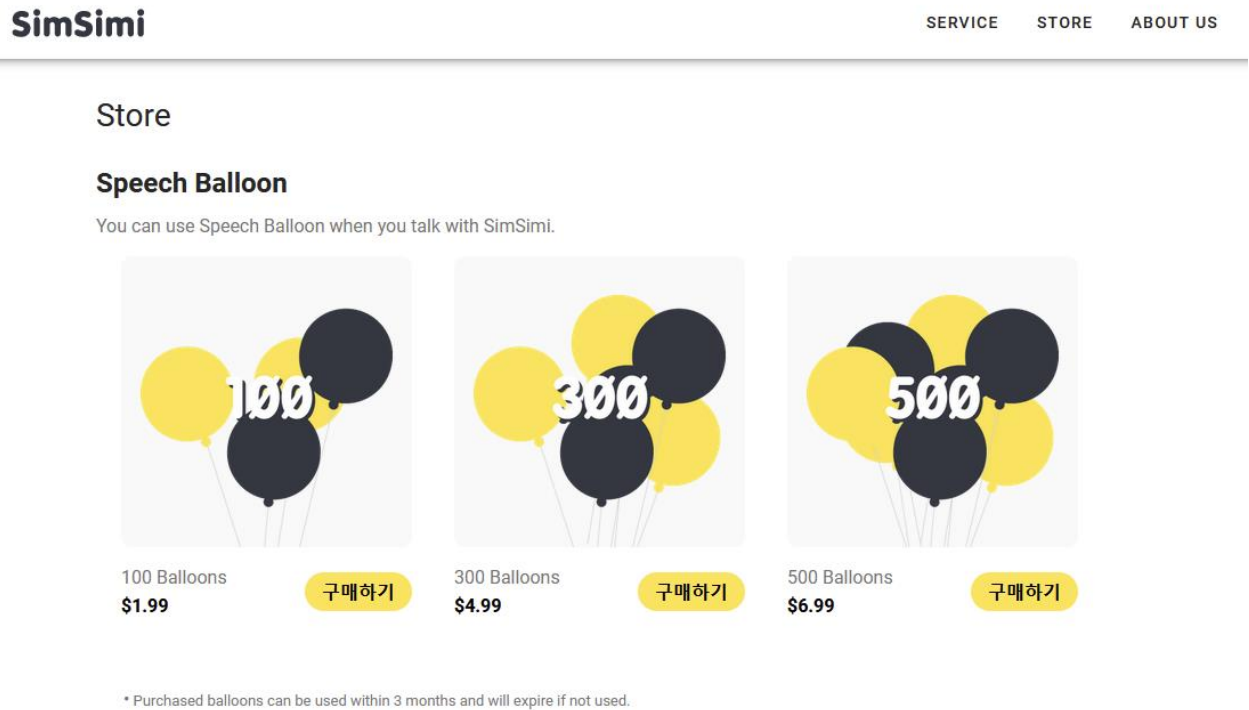 SimSimi
SERVICE STORE ABOUT US
Store
Speech Balloon
You can use Speech Balloon when you talk with SimSimi.
100 300 500
100 Balloons
$1.99
구매하기
300 Balloons
$4.99
구매하기
500 Balloons
$6.99
구매하기
* Purchased balloons can be used within 3 months and will expire if not used.